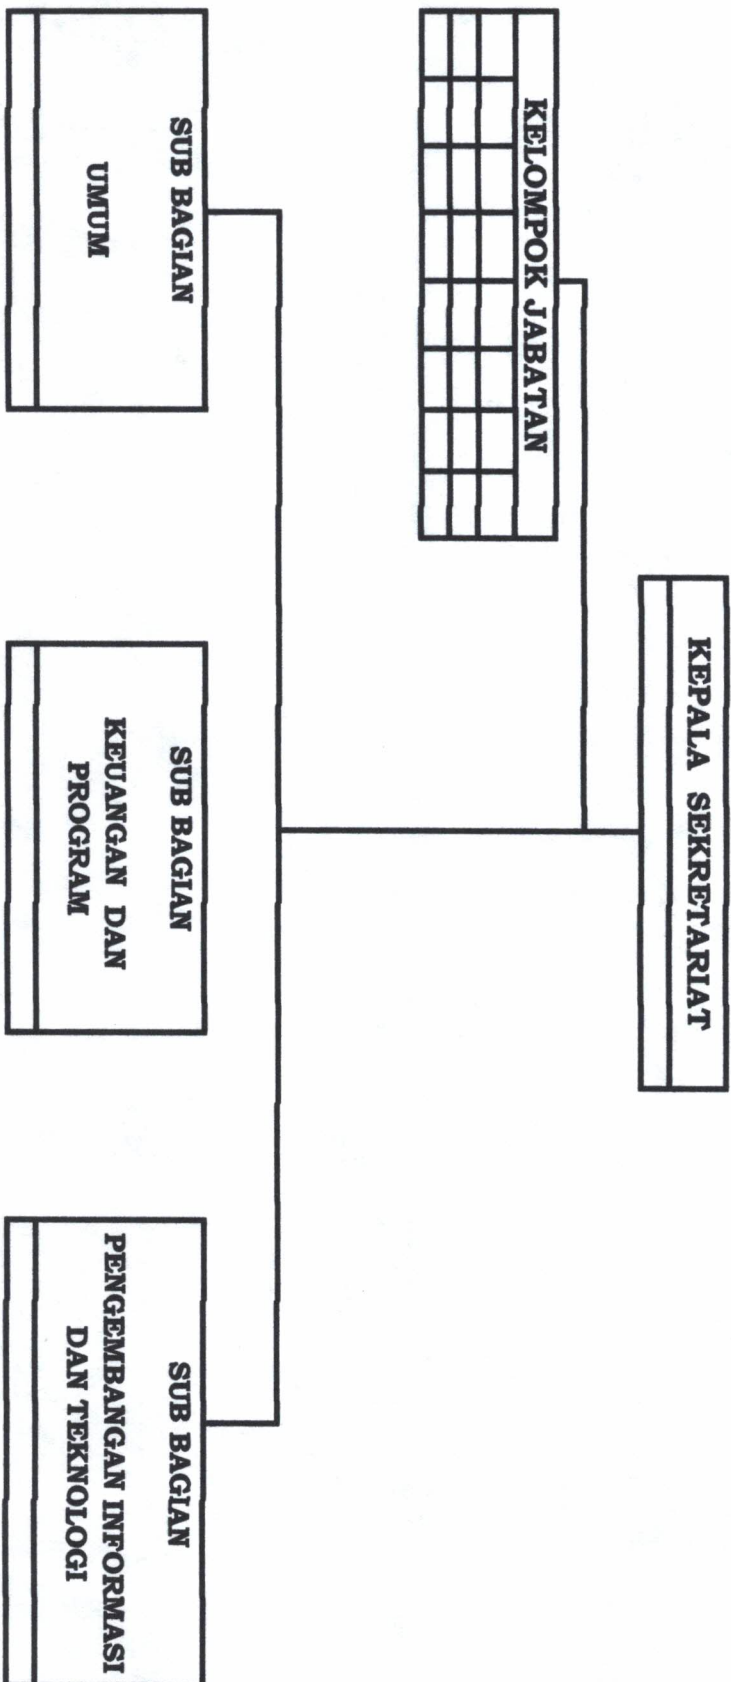 KEPALA SEKRETARIAT
KELOMPOK JABATAN
SUB BAGIAN
UMUM
SUB BAGIAN
KEUANGAN DAN
PROGRAM
SUB BAGIAN
PENGEMBANGAN INFORMASI
DAN TEKNOLOGI